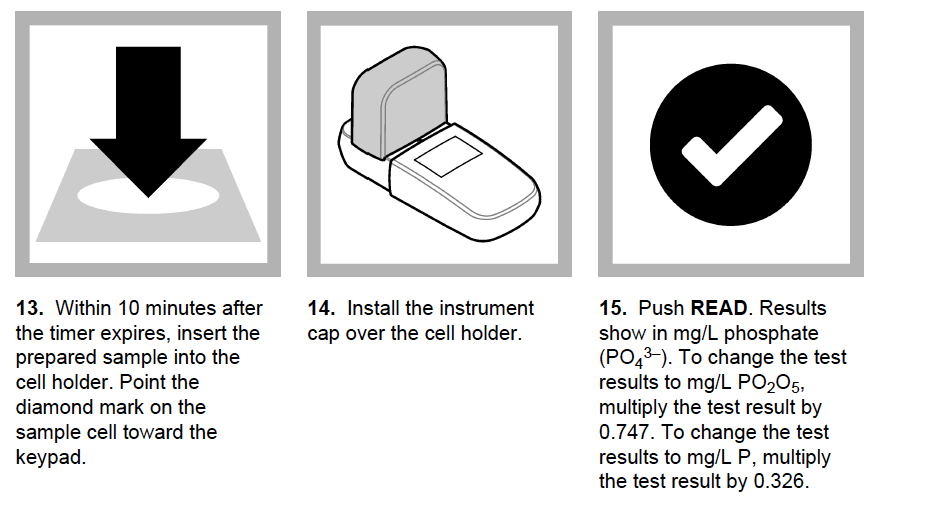 13. Within 10 minutes after
the timer expires, insert the
prepared sample into the
cell holder. Point the
diamond mark on the
sample cell toward the
keypad.
14. Install the instrument
cap over the cell holder.
15. Push READ. Results
show in mg/L phosphate
(PO₄³⁻). To change the test
results to mg/L PO₂O₅,
multiply the test result by
0.747. To change the test
results to mg/L P, multiply
the test result by 0.326.